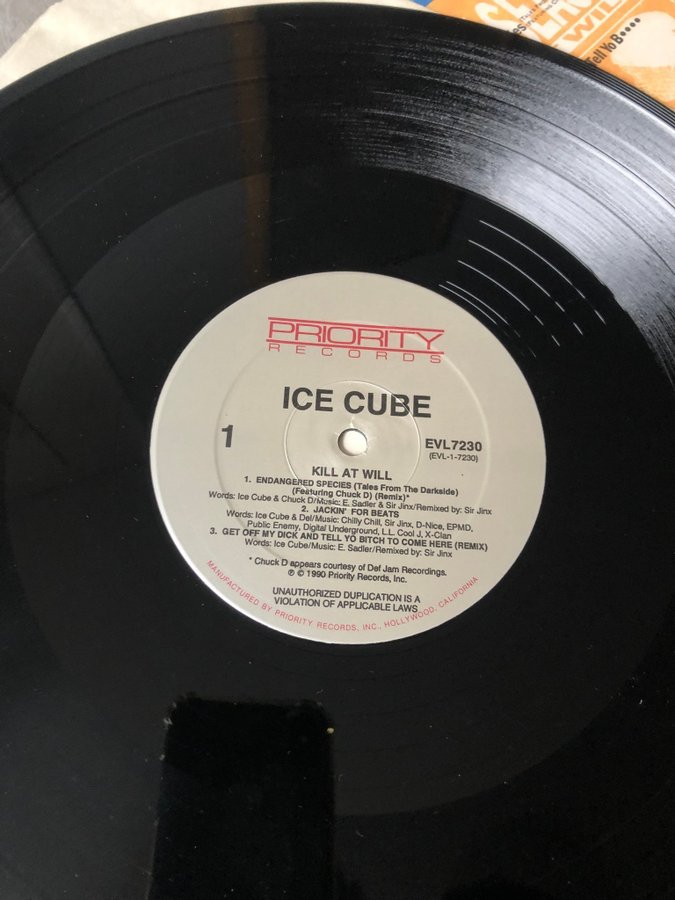 Tell Yo B••••
PRIORITY
RECORDS
ICE CUBE
1
EVL7230
(EVL-1-7230)
KILL AT WILL
1. ENDANGERED SPECIES (Tales From The Darkside)
(Featuring Chuck D) (Remix)*
Words: Ice Cube & Chuck D/Music: E. Sadler & Sir Jinx/Remixed by: Sir Jinx
2. JACKIN' FOR BEATS
Words: Ice Cube & Del/Music: Chilly Chill, Sir Jinx, D-Nice, EPMD,
Public Enemy, Digital Underground, L.L. Cool J, X-Clan
3. GET OFF MY DICK AND TELL YO BITCH TO COME HERE (REMIX)
Words: Ice Cube/Music: E. Sadler/Remixed by: Sir Jinx
* Chuck D appears courtesy of Def Jam Recordings.
℗ © 1990 Priority Records, Inc.
UNAUTHORIZED DUPLICATION IS A
VIOLATION OF APPLICABLE LAWS
MANUFACTURED BY PRIORITY RECORDS, INC., HOLLYWOOD, CALIFORNIA